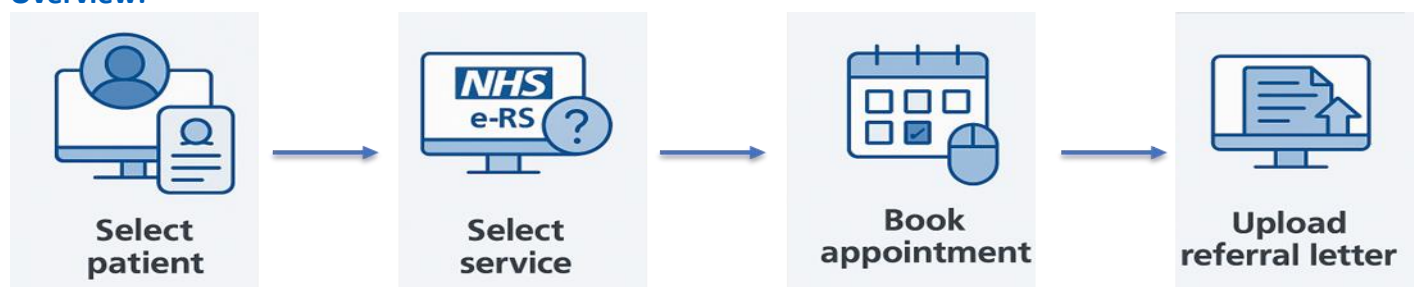 Overview:
NHS
e-RS
?
Select
patient
Select
service
Book
appointment
Upload
referral letter